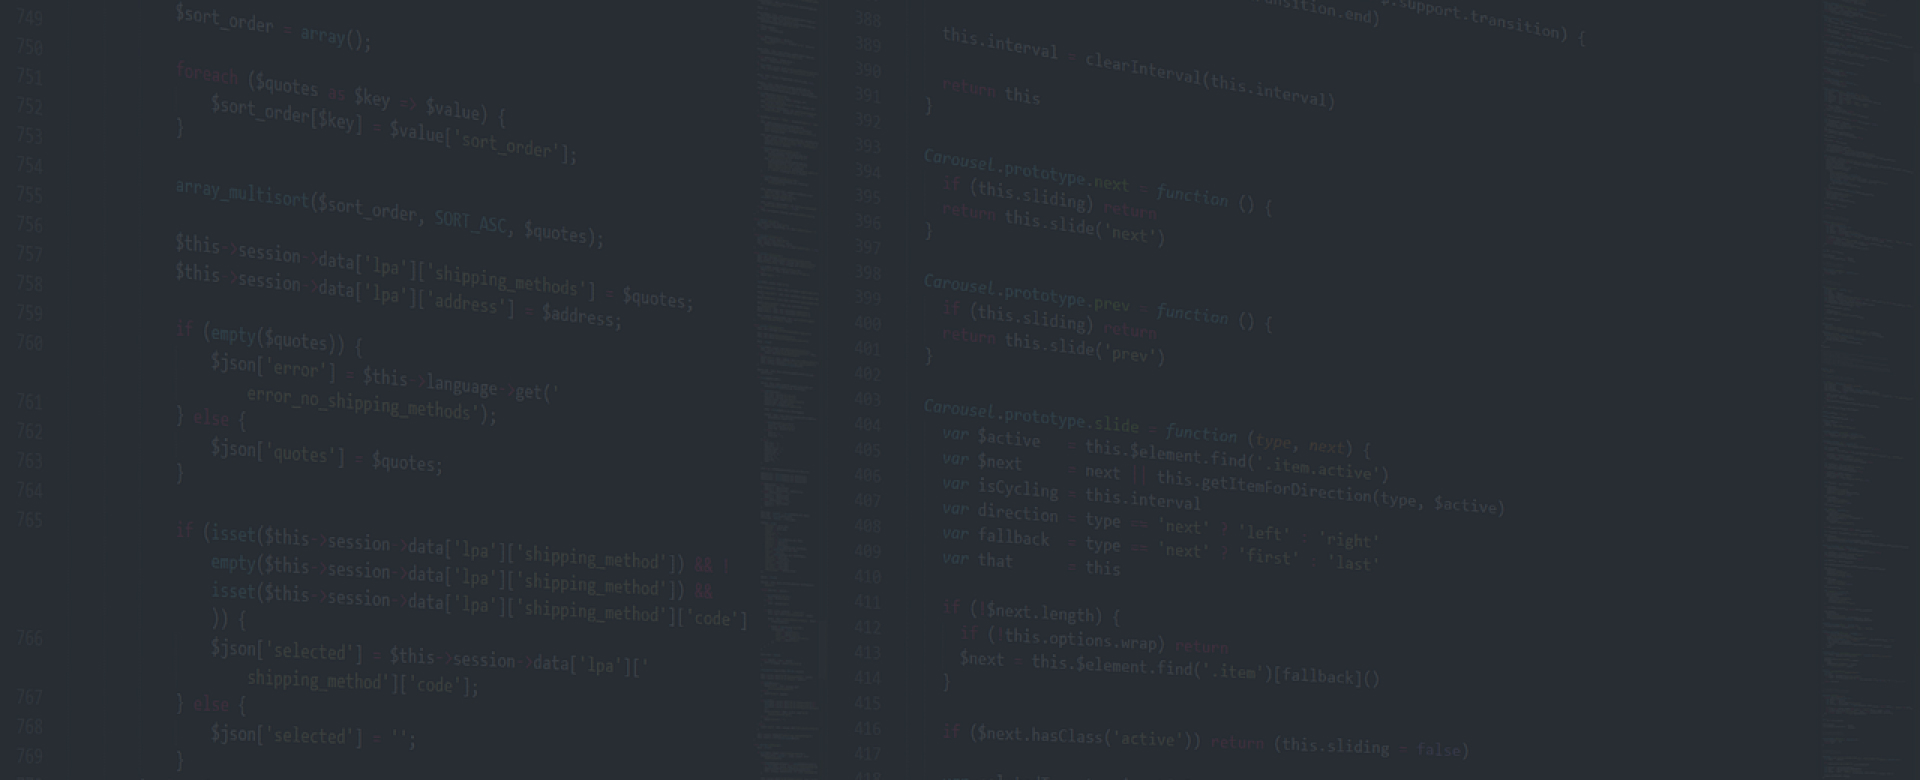 749
$sort_order = array();
750
751
foreach ($quotes as $key => $value) {
752
$sort_order[$key] = $value['sort_order'];
753
}
754
755
array_multisort($sort_order, SORT_ASC, $quotes);
756
757
$this->session->data['lpa']['shipping_methods'] = $quotes;
758
$this->session->data['lpa']['address'] = $address;
759
760
if (empty($quotes)) {
$json['error'] = $this->language->get('
error_no_shipping_methods');
761
} else {
762
$json['quotes'] = $quotes;
763
}
764
765
if (isset($this->session->data['lpa']['shipping_method']) && !
empty($this->session->data['lpa']['shipping_method']) &&
isset($this->session->data['lpa']['shipping_method']['code']
)) {
766
$json['selected'] = $this->session->data['lpa']['
shipping_method']['code'];
767
} else {
768
$json['selected'] = '';
769
}
.support.transition) {
388
389
this.interval = clearInterval(this.interval)
390
391
return this
392
}
393
394
Carousel.prototype.next = function () {
395
if (this.sliding) return
396
return this.slide('next')
397
}
398
399
Carousel.prototype.prev = function () {
400
if (this.sliding) return
401
return this.slide('prev')
402
}
403
404
Carousel.prototype.slide = function (type, next) {
405
var $active = this.$element.find('.item.active')
406
var $next = next || this.getItemForDirection(type, $active)
407
var isCycling = this.interval
408
var direction = type == 'next' ? 'left' : 'right'
409
var fallback = type == 'next' ? 'first' : 'last'
410
var that = this
411
412
if (!$next.length) {
413
if (!this.options.wrap) return
414
$next = this.$element.find('.item')[fallback]()
415
}
416
417
if ($next.hasClass('active')) return (this.sliding = false)